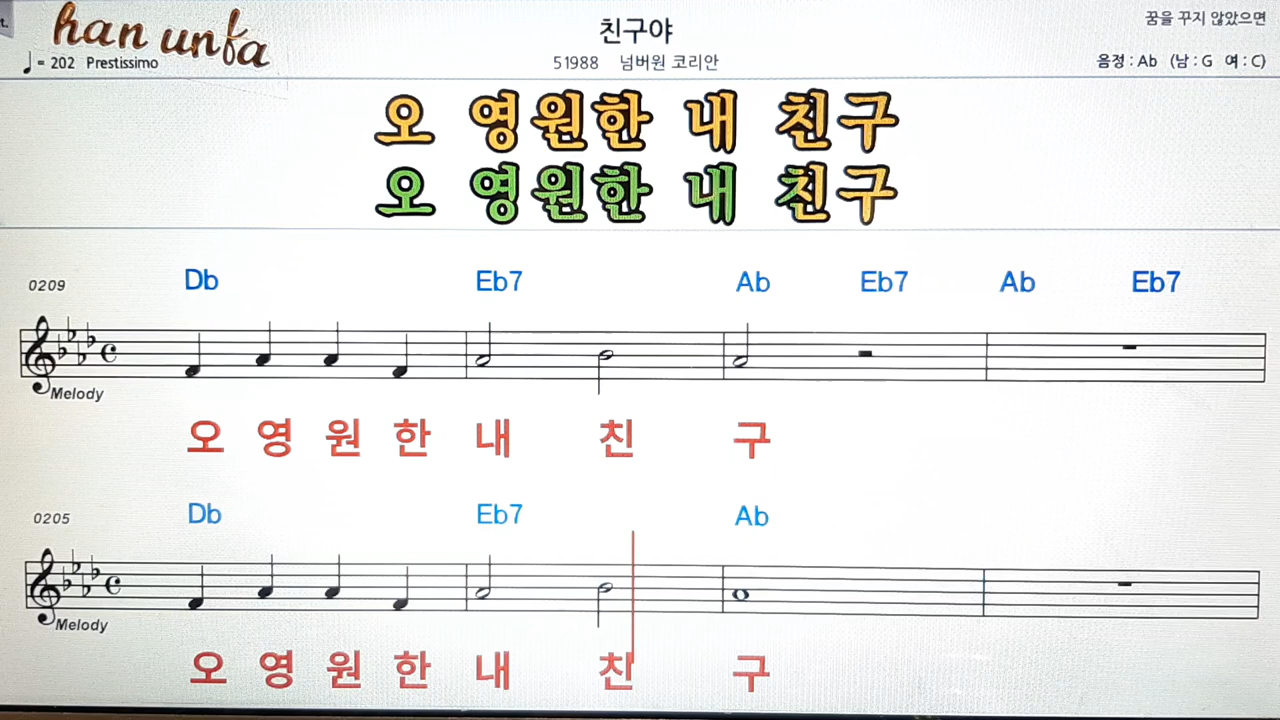 t.
han unfa
친구야
꿈을 꾸지 않았으면
♩ = 202 Prestissimo
51988 넘버원 코리안
음정 : Ab (남 : G 여 : C)
오 영원한 내 친구
오 영원한 내 친구
0209 Db Eb7 Ab Eb7 Ab Eb7
Melody
오 영 원 한 내 친 구
0205 Db Eb7 Ab
Melody
오 영 원 한 내 친 구